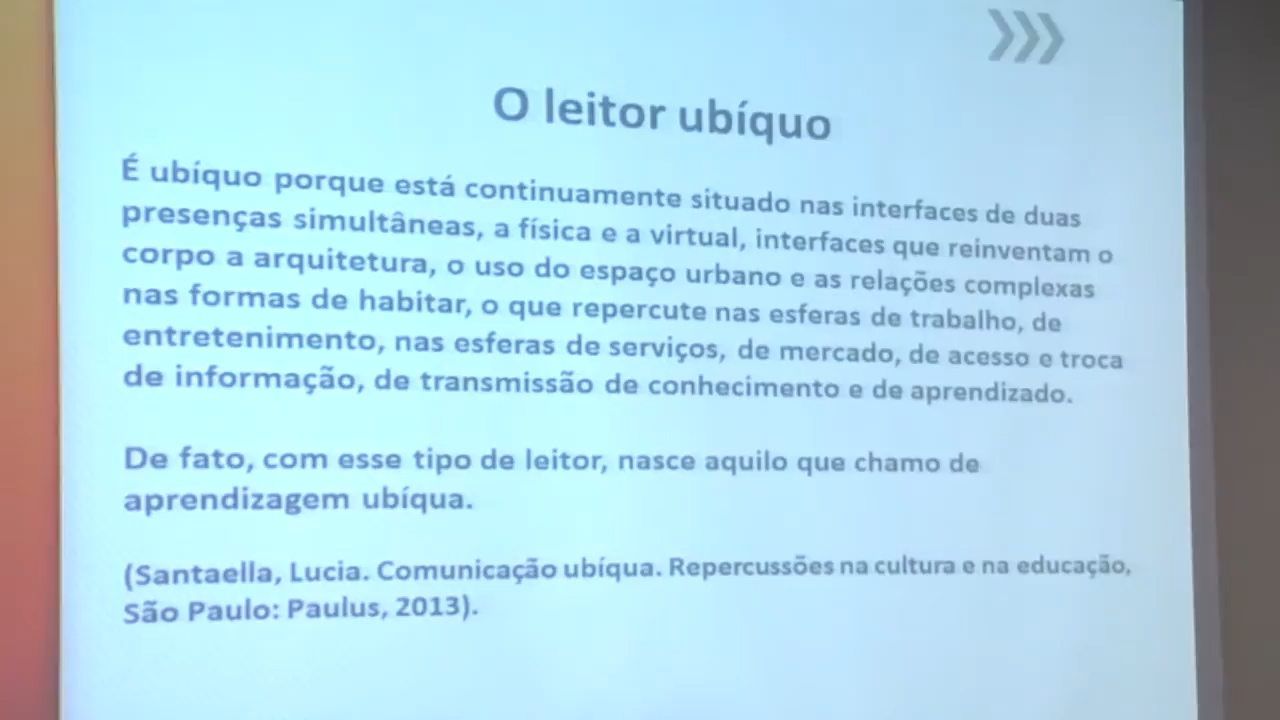 O leitor ubíquo
É ubíquo porque está continuamente situado nas interfaces de duas
presenças simultâneas, a física e a virtual, interfaces que reinventam o
corpo a arquitetura, o uso do espaço urbano e as relações complexas
nas formas de habitar, o que repercute nas esferas de trabalho, de
entretenimento, nas esferas de serviços, de mercado, de acesso e troca
de informação, de transmissão de conhecimento e de aprendizado.
De fato, com esse tipo de leitor, nasce aquilo que chamo de
aprendizagem ubíqua.
(Santaella, Lucia. Comunicação ubíqua. Repercussões na cultura e na educação,
São Paulo: Paulus, 2013).